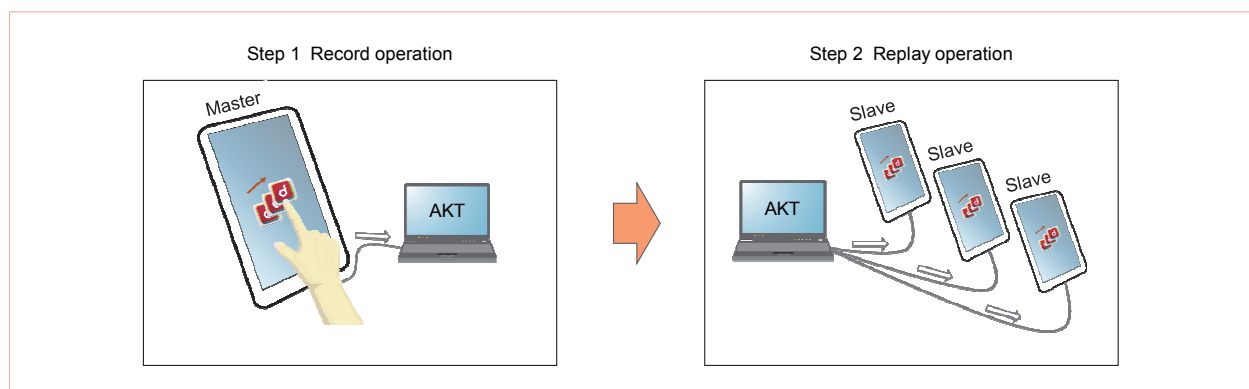 Step 1 Record operation
Master
AKT
Step 2 Replay operation
Slave
Slave
Slave
AKT